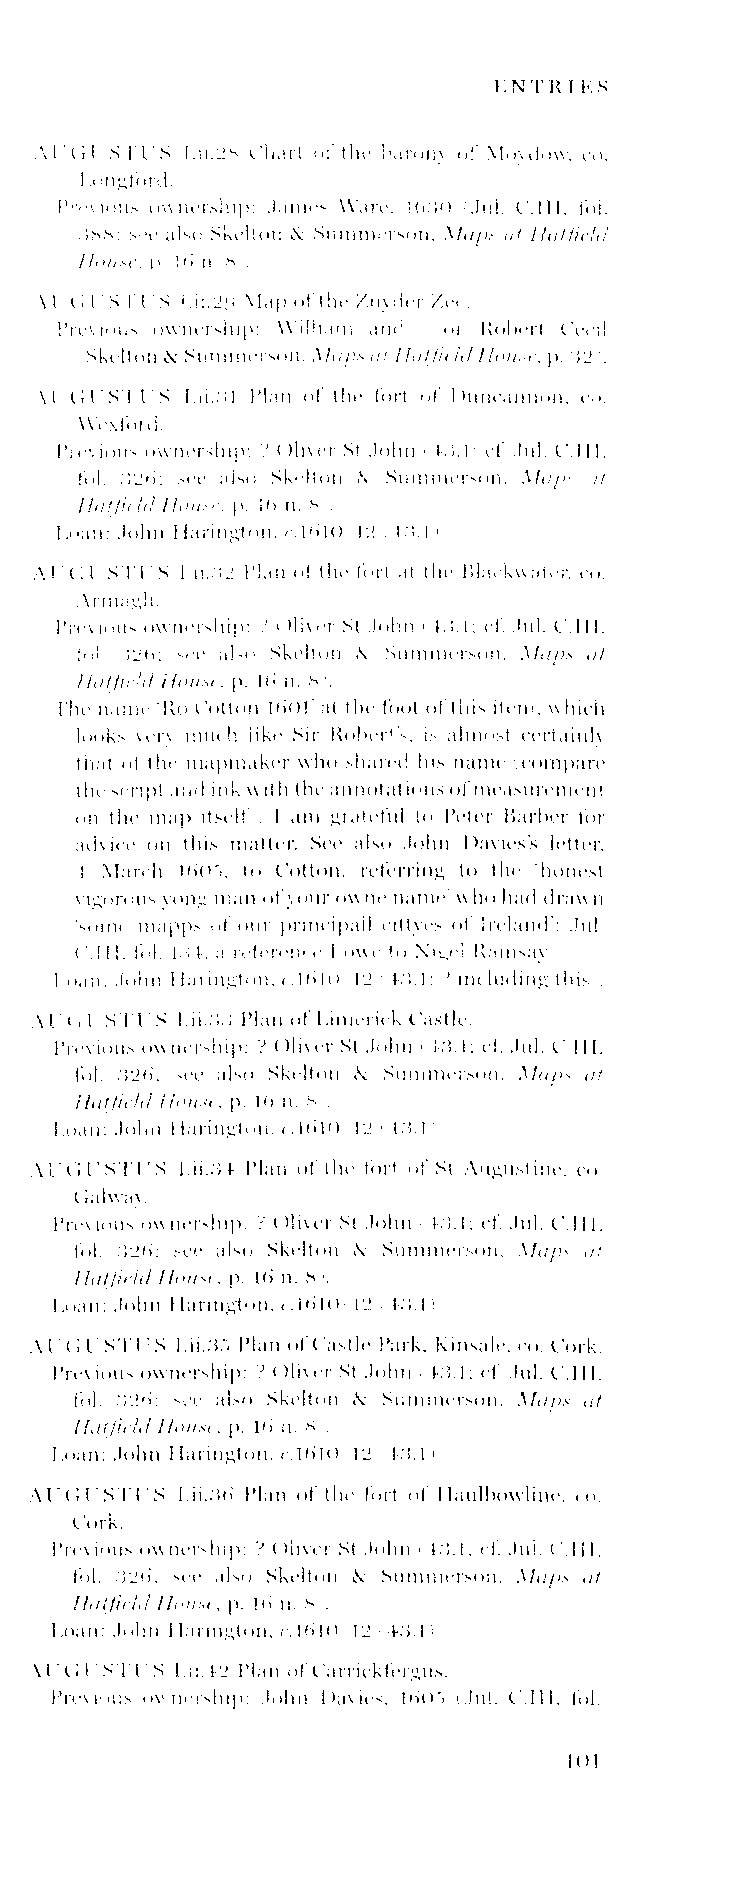 ENTRIES
AUGUSTUS I.ii.28 Chart of the barony of Moydow, co.
Longford.
Previous ownership: James Ware, 1630 (Jul. C.III, fol.
388; see also Skelton & Summerson, Maps at Hatfield
House, p. 16 n. 8).
AUGUSTUS I.ii.29 Map of the Zuyder Zee.
Previous ownership: William and or Robert Cecil
(Skelton & Summerson, Maps at Hatfield House, p. 32).
AUGUSTUS I.ii.31 Plan of the fort of Duncannon, co.
Wexford.
Previous ownership: ? Oliver St John (43.1; cf. Jul. C.III,
fol. 326; see also Skelton & Summerson, Maps at
Hatfield House, p. 16 n. 8).
Loan: John Harington, c.1610–12 (43.1)
AUGUSTUS I.ii.32 Plan of the fort at the Blackwater, co.
Armagh.
Previous ownership: ? Oliver St John (43.1; cf. Jul. C.III,
fol. 326; see also Skelton & Summerson, Maps at
Hatfield House, p. 16 n. 8).
The name 'Ro Cotton 1601' at the foot of this item, which
looks very much like Sir Robert's, is almost certainly
that of the mapmaker who shared his name (compare
the script and ink with the annotations of measurement
on the map itself). I am grateful to Peter Barber for
advice on this matter. See also John Davies's letter,
4 March 1605, to Cotton, referring to the 'honest
vigorous yong man of your owne name' who had drawn
'some mapps of our principall cittyes of Ireland': Jul.
C.III, fol. 134, a reference I owe to Nigel Ramsay.
Loan: John Harington, c.1610–12 (43.1: ? including this).
AUGUSTUS I.ii.33 Plan of Limerick Castle.
Previous ownership: ? Oliver St John (43.1; cf. Jul. C.III,
fol. 326, see also Skelton & Summerson, Maps at
Hatfield House, p. 16 n. 8).
Loan: John Harington, c.1610–12 (43.1)
AUGUSTUS I.ii.34 Plan of the fort of St Augustine, co.
Galway.
Previous ownership: ? Oliver St John (43.1; cf. Jul. C.III,
fol. 326; see also Skelton & Summerson, Maps at
Hatfield House, p. 16 n. 8).
Loan: John Harington, c.1610–12 (43.1)
AUGUSTUS I.ii.35 Plan of Castle Park, Kinsale, co. Cork.
Previous ownership: ? Oliver St John (43.1; cf. Jul. C.III,
fol. 326; see also Skelton & Summerson, Maps at
Hatfield House, p. 16 n. 8).
Loan: John Harington, c.1610–12 (43.1)
AUGUSTUS I.ii.36 Plan of the fort of Haulbowline, co.
Cork.
Previous ownership: ? Oliver St John (43.1, cf. Jul. C.III,
fol. 326, see also Skelton & Summerson, Maps at
Hatfield House, p. 16 n. 8).
Loan: John Harington, c.1610–12 (43.1)
AUGUSTUS I.ii.42 Plan of Carrickfergus.
Previous ownership: John Davies, 1605 (Jul. C.III, fol.
101